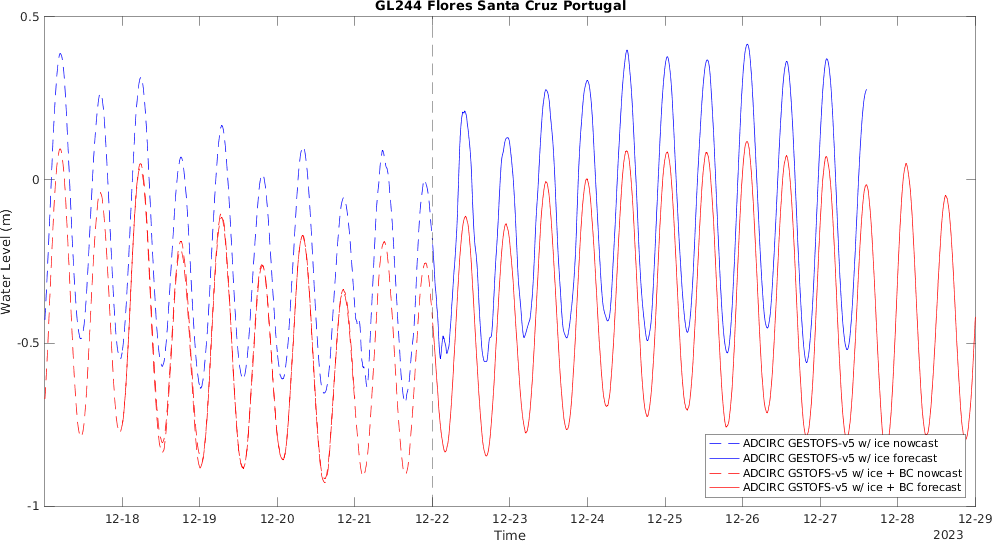 GL244 Flores Santa Cruz Portugal
0.5
0
-0.5
-1
Water Level (m)
12-18
12-19
12-20
12-21
12-22
12-23
12-24
12-25
12-26
12-27
12-28
12-29
Time
2023
ADCIRC GESTOFS-v5 w/ ice nowcast
ADCIRC GESTOFS-v5 w/ ice forecast
ADCIRC GSTOFS-v5 w/ ice + BC nowcast
ADCIRC GSTOFS-v5 w/ ice + BC forecast